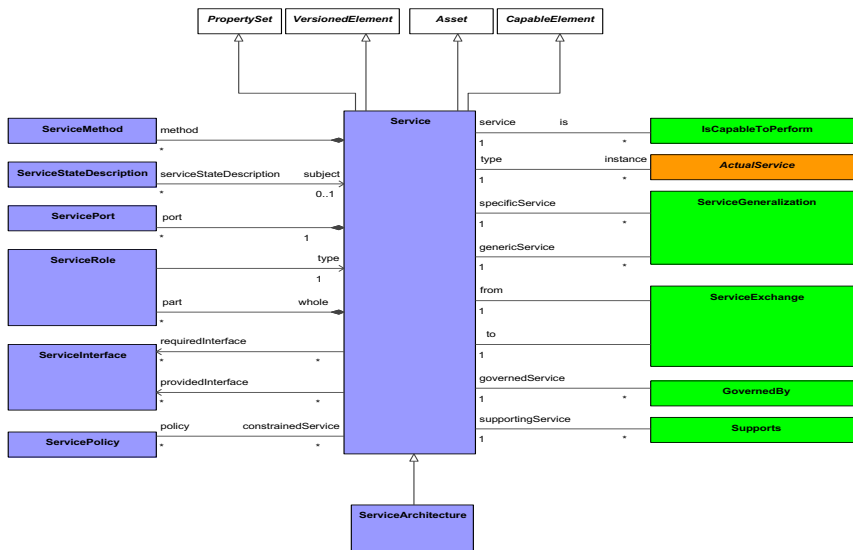 PropertySet
VersionedElement
Asset
CapableElement
Service
ServiceMethod
method
*
ServiceStateDescription
serviceStateDescription
subject
*
0..1
ServicePort
port
*
1
ServiceRole
type
1
part
whole
*
ServiceInterface
requiredInterface
*
*
providedInterface
*
*
ServicePolicy
policy
constrainedService
*
*
service
is
1
*
IsCapableToPerform
type
instance
1
*
ActualService
specificService
1
*
ServiceGeneralization
genericService
1
*
from
1
ServiceExchange
to
1
governedService
1
*
GovernedBy
supportingService
1
*
Supports
ServiceArchitecture